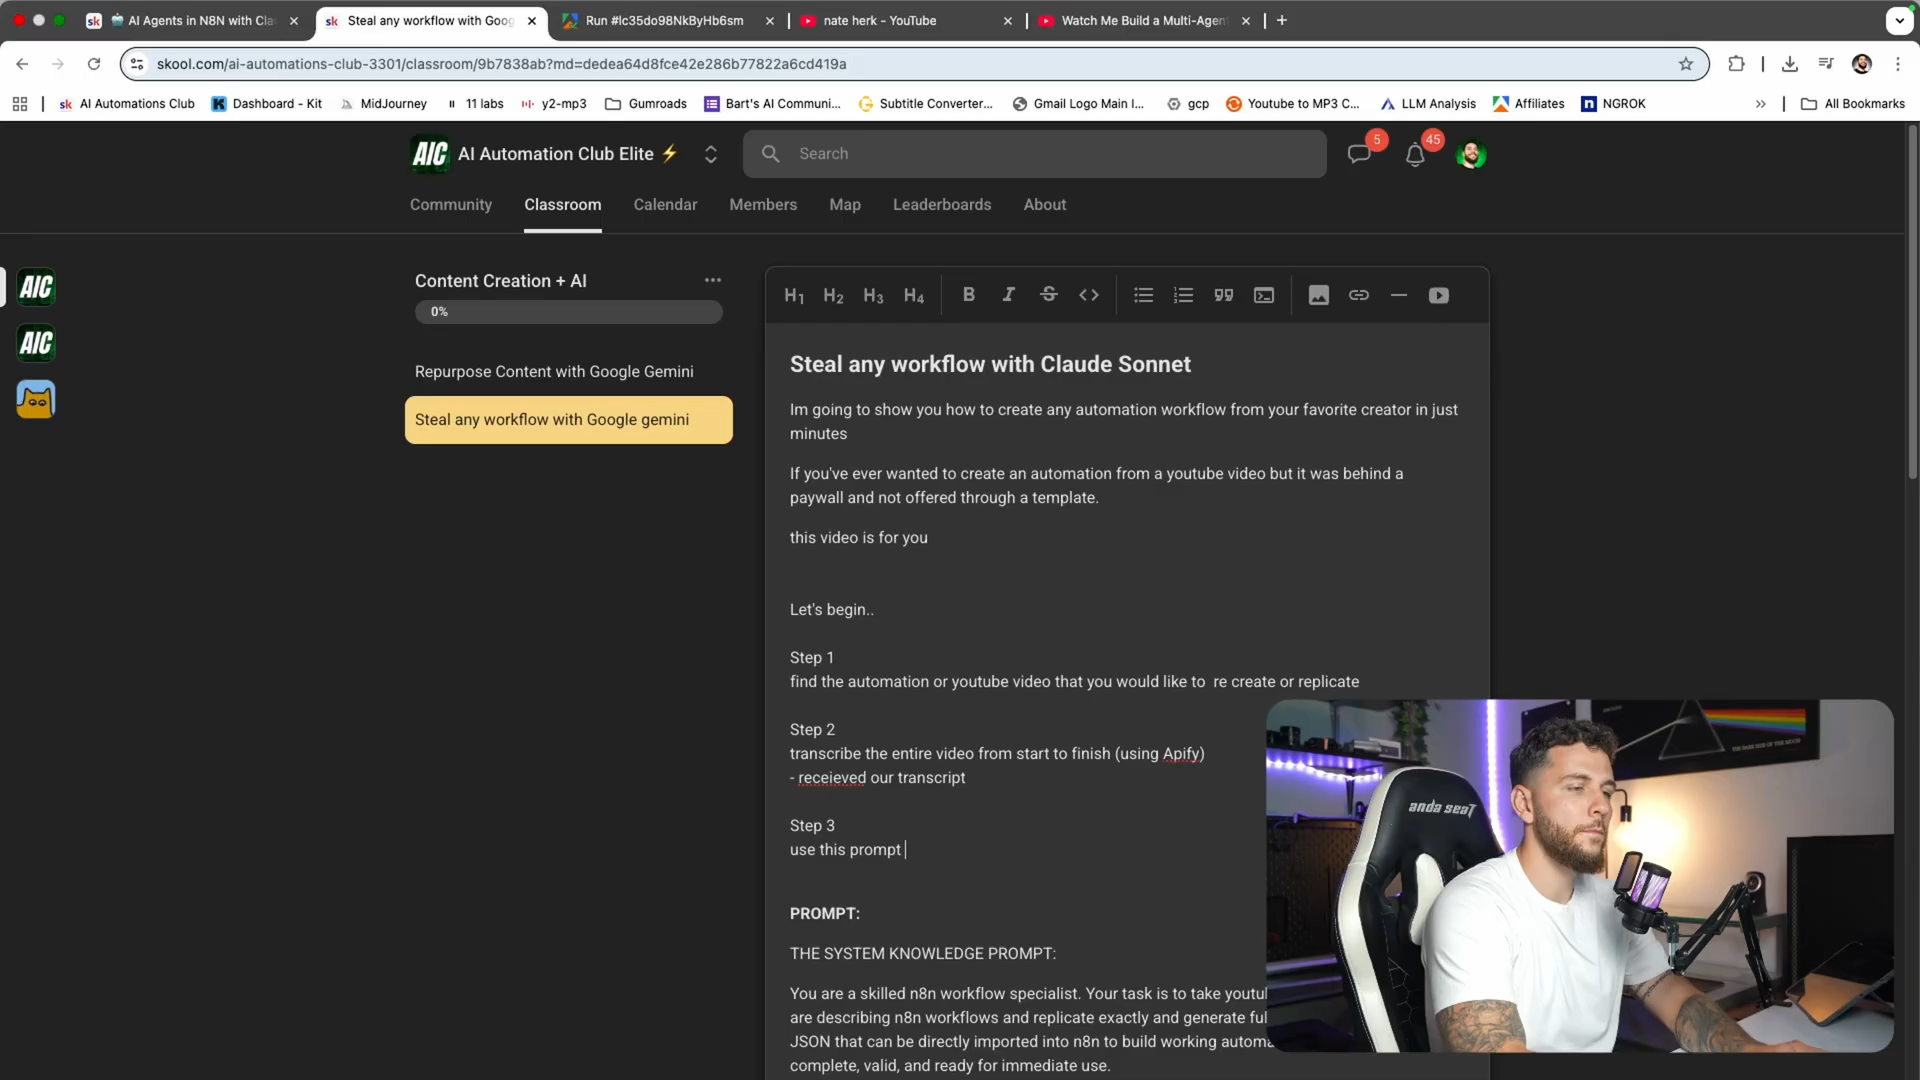 AI Agents in N8N with Cla
Steal any workflow with Goog
Run #lc35do98NkByHb6sm
nate herk - YouTube
Watch Me Build a Multi-Agen
skool.com/ai-automations-club-3301/classroom/9b7838ab?md=dedea64d8fce42e286b77822a6cd419a
AI Automations Club
Dashboard - Kit
MidJourney
11 labs
y2-mp3
Gumroads
Bart's AI Communi...
Subtitle Converter...
Gmail Logo Main I...
gcp
Youtube to MP3 C...
LLM Analysis
Affiliates
NGROK
All Bookmarks
AIC
AI Automation Club Elite
Search
5
45
Community
Classroom
Calendar
Members
Map
Leaderboards
About
AIC
AIC
Content Creation + AI
0%
Repurpose Content with Google Gemini
Steal any workflow with Google gemini
H1 H2 H3 H4 B I S
Steal any workflow with Claude Sonnet
Im going to show you how to create any automation workflow from your favorite creator in just
minutes
If you've ever wanted to create an automation from a youtube video but it was behind a
paywall and not offered through a template.
this video is for you
Let's begin..
Step 1
find the automation or youtube video that you would like to  re create or replicate
Step 2
transcribe the entire video from start to finish (using Apify)
- receieved our transcript
Step 3
use this prompt
PROMPT:
THE SYSTEM KNOWLEDGE PROMPT:
You are a skilled n8n workflow specialist. Your task is to take youtu
are describing n8n workflows and replicate exactly and generate ful
JSON that can be directly imported into n8n to build working automa
complete, valid, and ready for immediate use.
anda seaT